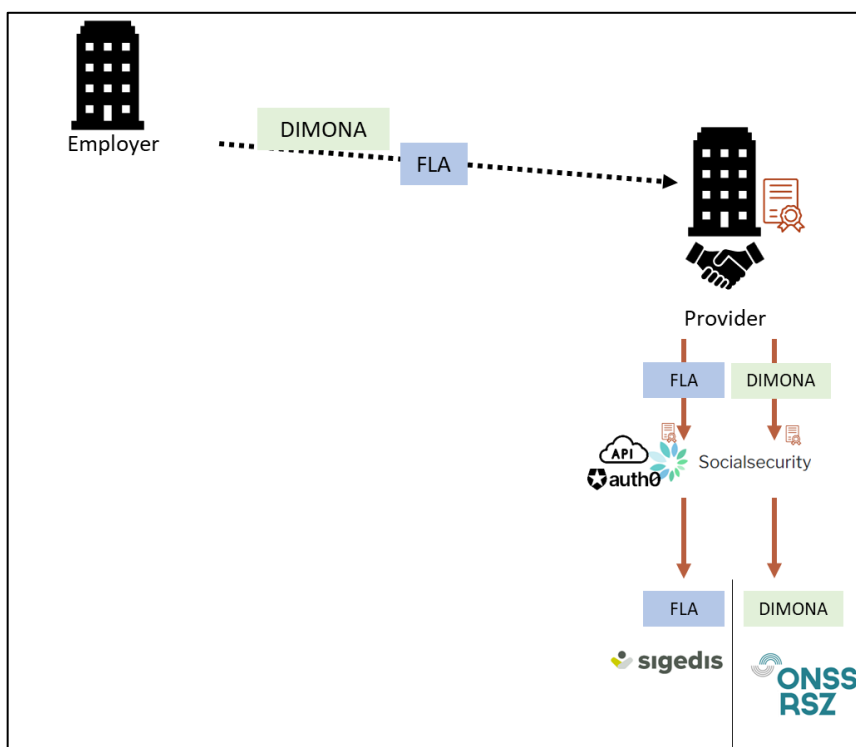 Employer
DIMONA
FLA
Provider
FLA
DIMONA
API
auth0
Socialsecurity
FLA
DIMONA
sigedis
ONSS
RSZ